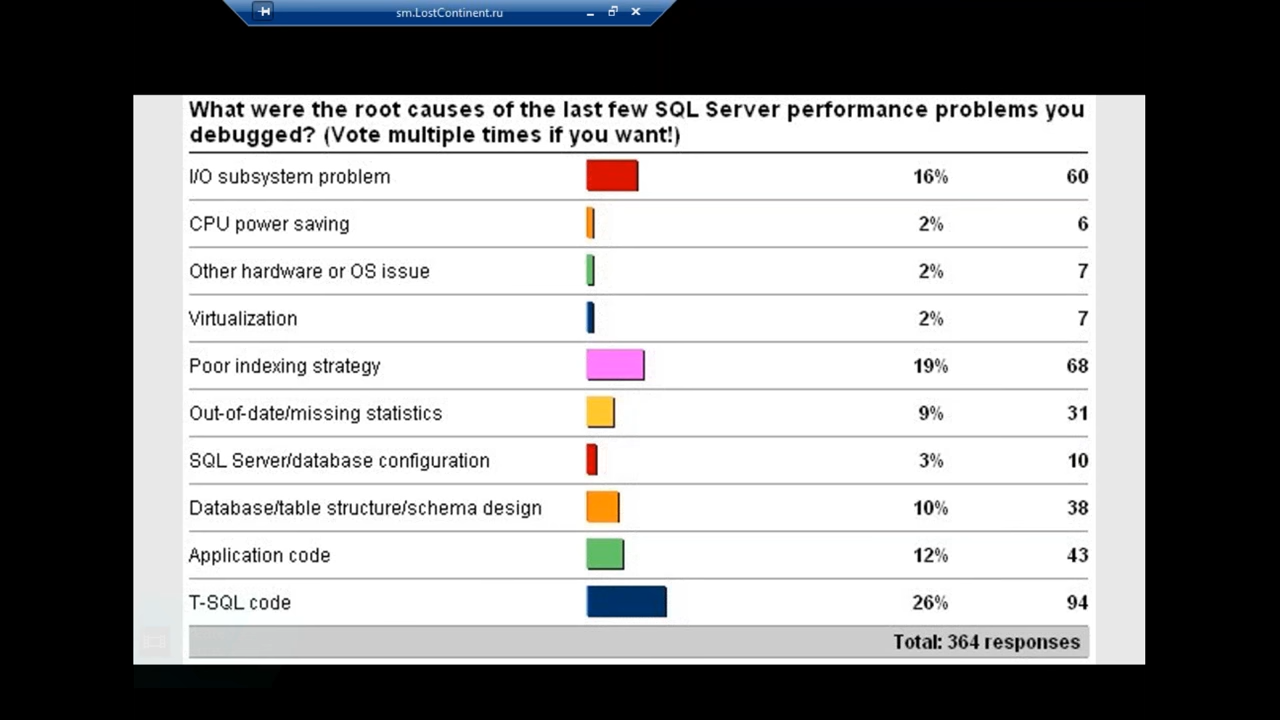 sm.LostContinent.ru
What were the root causes of the last few SQL Server performance problems you
debugged? (Vote multiple times if you want!)
I/O subsystem problem 16% 60
CPU power saving 2% 6
Other hardware or OS issue 2% 7
Virtualization 2% 7
Poor indexing strategy 19% 68
Out-of-date/missing statistics 9% 31
SQL Server/database configuration 3% 10
Database/table structure/schema design 10% 38
Application code 12% 43
T-SQL code 26% 94
Total: 364 responses